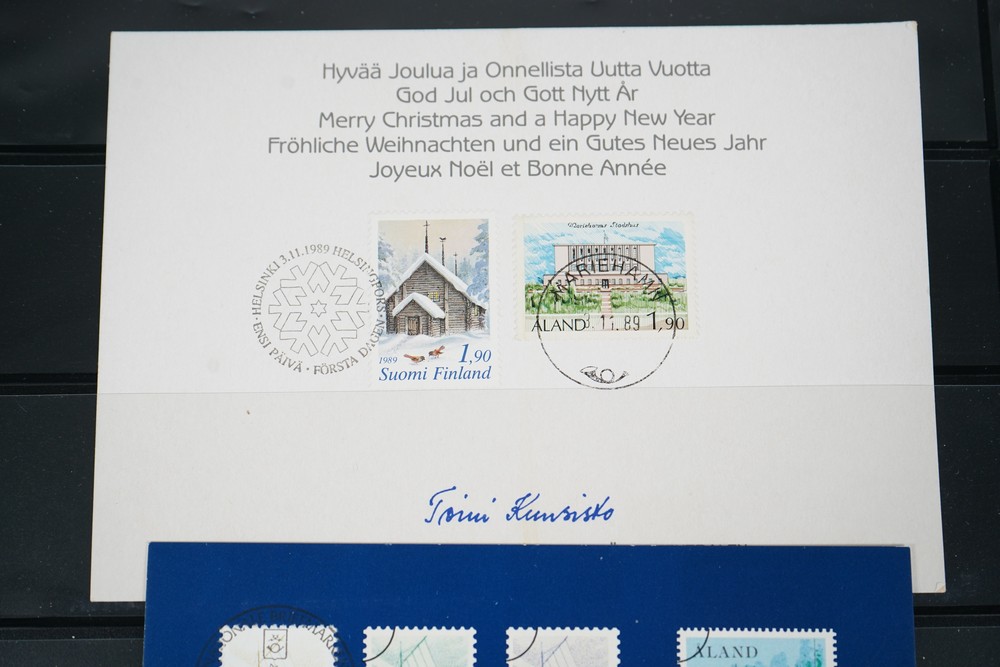 Hyvää Joulua ja Onnellista Uutta Vuotta
God Jul och Gott Nytt År
Merry Christmas and a Happy New Year
Fröhliche Weihnachten und ein Gutes Neues Jahr
Joyeux Noël et Bonne Année
HELSINKI 3.11.1989 HELSINGFORS
ENSI PÄIVÄ · FÖRSTA DAGEN
1989 1,90
Suomi Finland
Mariehamns Stadshus
MARIEHAMN
ÅLAND 1,90
.11.89
Toini
ÅLAND